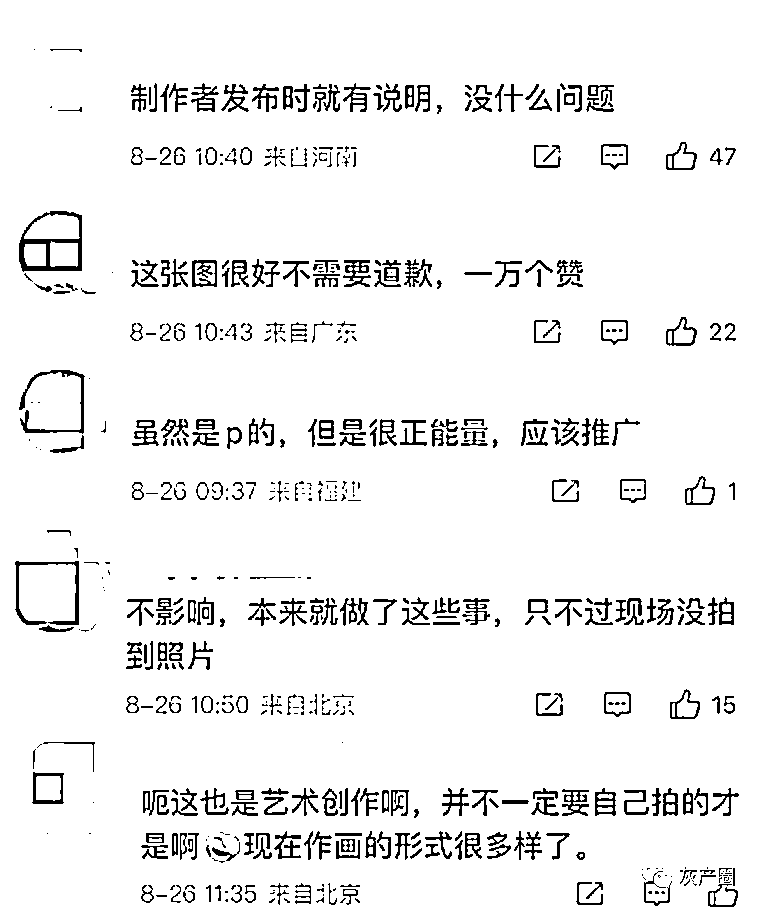 制作者发布时就有说明，没什么问题
8-26 10:40 来自河南
47
这张图很好不需要道歉，一万个赞
8-26 10:43 来自广东
22
虽然是p的，但是很正能量，应该推广
8-26 09:37 来自福建
1
不影响，本来就做了这些事，只不过现场没拍
到照片
8-26 10:50 来自北京
15
呃这也是艺术创作啊，并不一定要自己拍的才
是啊现在作画的形式很多样了。
8-26 11:35 来自北京
灰产圈